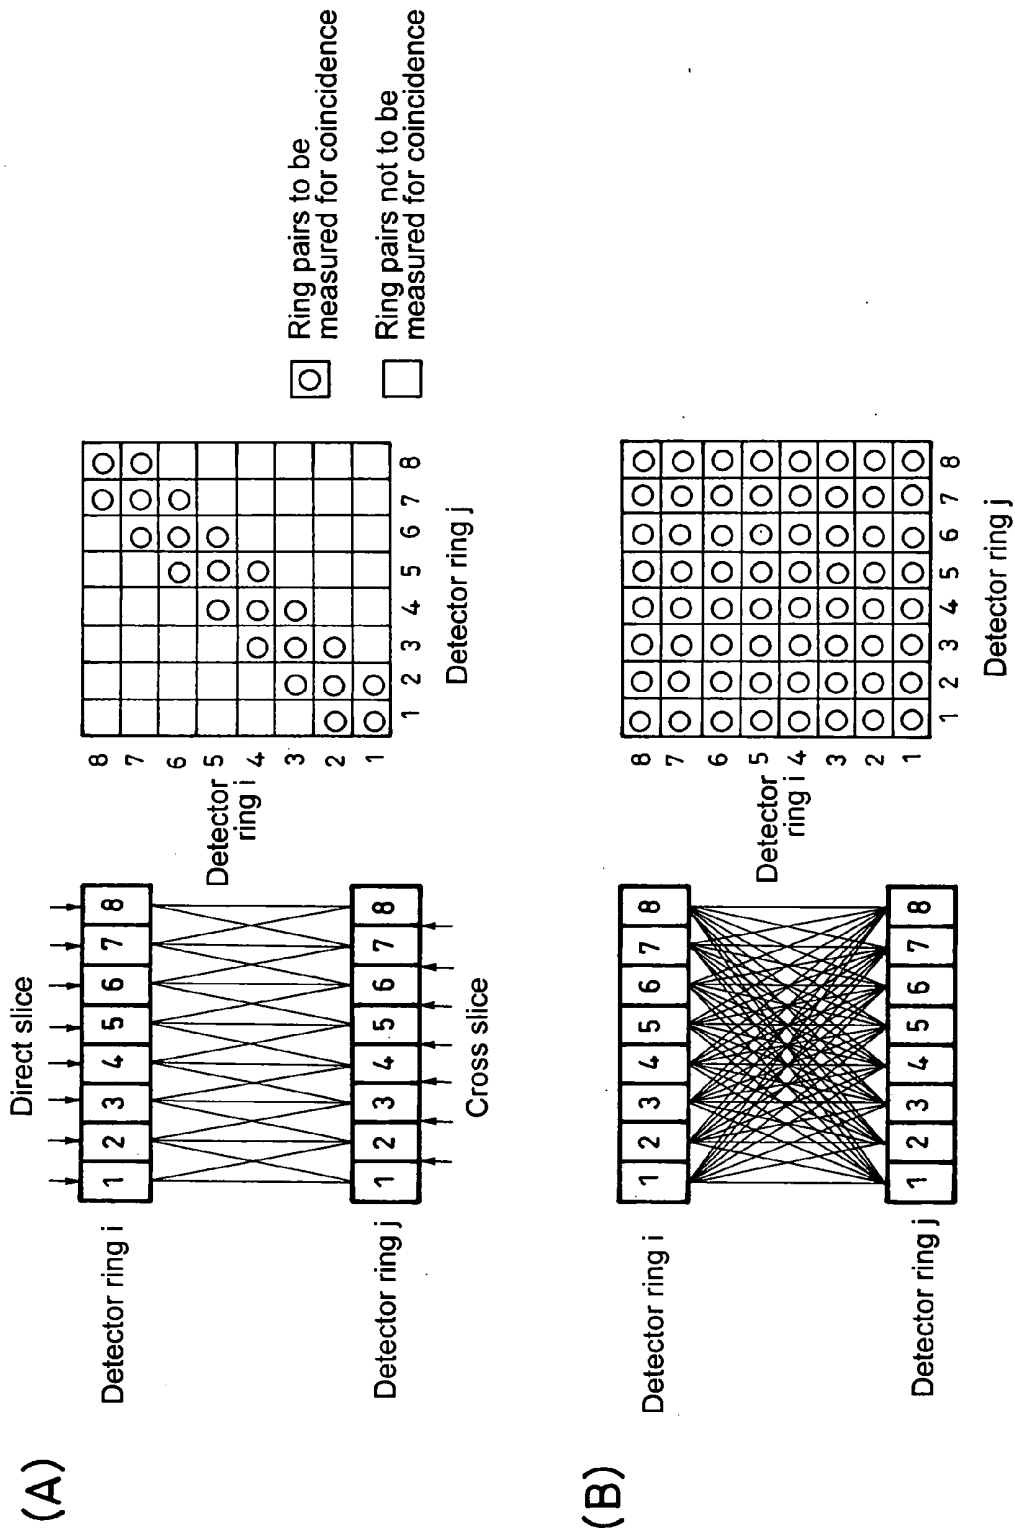 (A)
Direct slice
Detector ring i
1 2 3 4 5 6 7 8
Detector ring j
1 2 3 4 5 6 7 8
Cross slice
Detector
ring i
8
7
6
5
4
3
2
1
1 2 3 4 5 6 7 8
Detector ring j
Ring pairs to be
measured for coincidence
Ring pairs not to be
measured for coincidence
(B)
Detector ring i
1 2 3 4 5 6 7 8
Detector ring j
1 2 3 4 5 6 7 8
Detector
ring i
8
7
6
5
4
3
2
1
1 2 3 4 5 6 7 8
Detector ring j